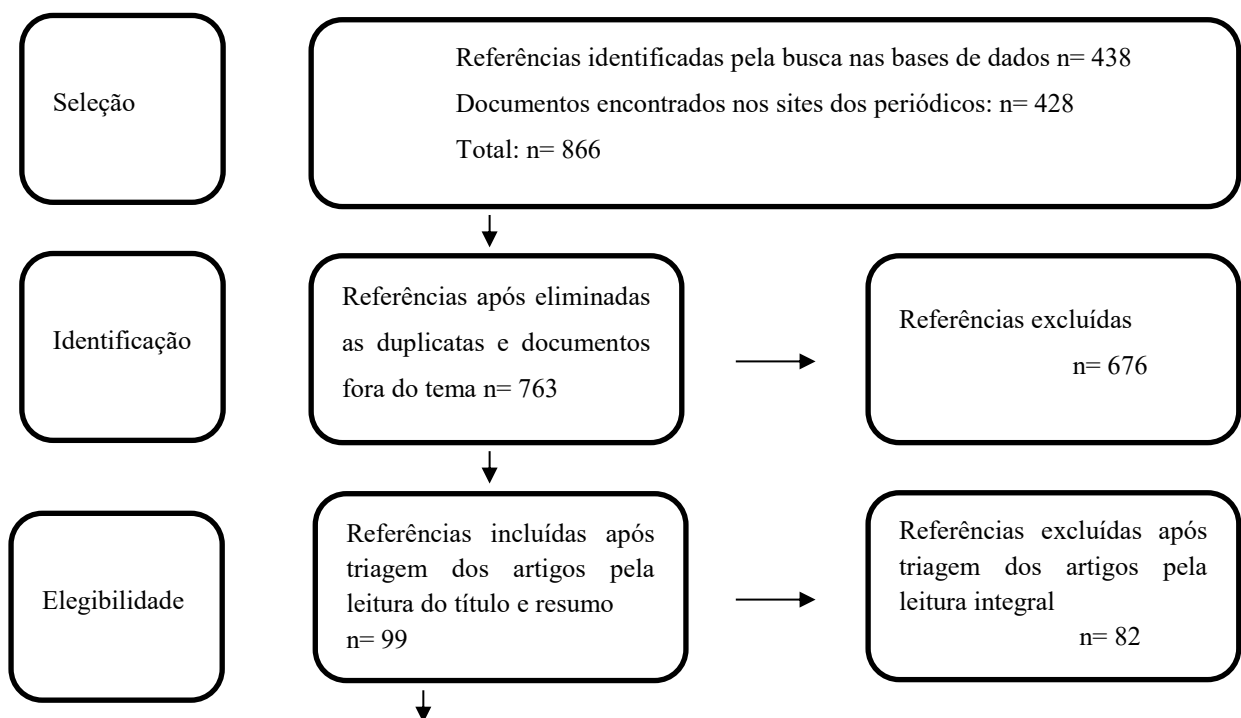 Seleção
Referências identificadas pela busca nas bases de dados n= 438
Documentos encontrados nos sites dos periódicos: n= 428
Total: n= 866
Identificação
Referências após eliminadas
as duplicatas e documentos
fora do tema n= 763
Referências excluídas
n= 676
Elegibilidade
Referências incluídas após
triagem dos artigos pela
leitura do título e resumo
n= 99
Referências excluídas após
triagem dos artigos pela
leitura integral
n= 82